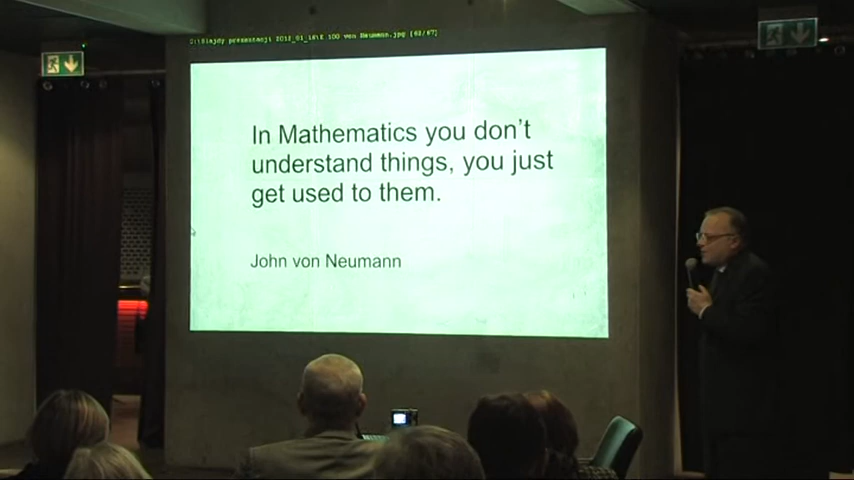 In Mathematics you don't
understand things, you just
get used to them.
John von Neumann